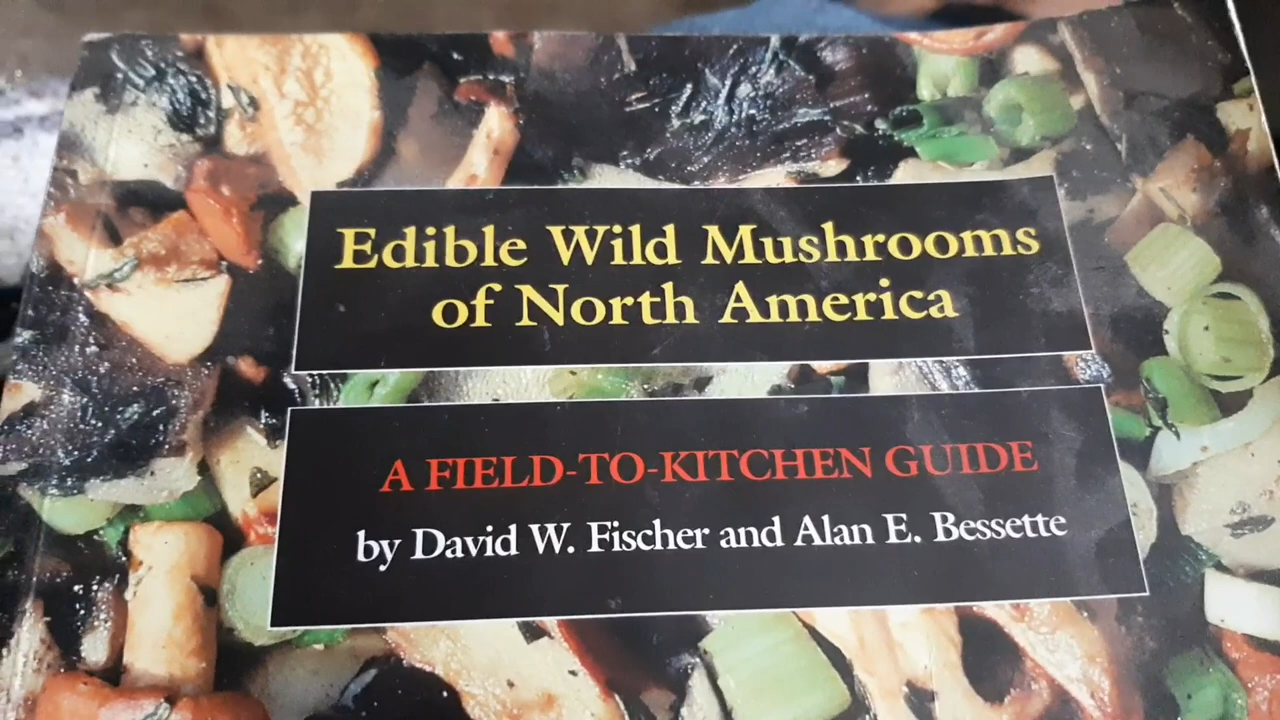 Edible Wild Mushrooms
of North America
A FIELD-TO-KITCHEN GUIDE
by David W. Fischer and Alan E. Bessette